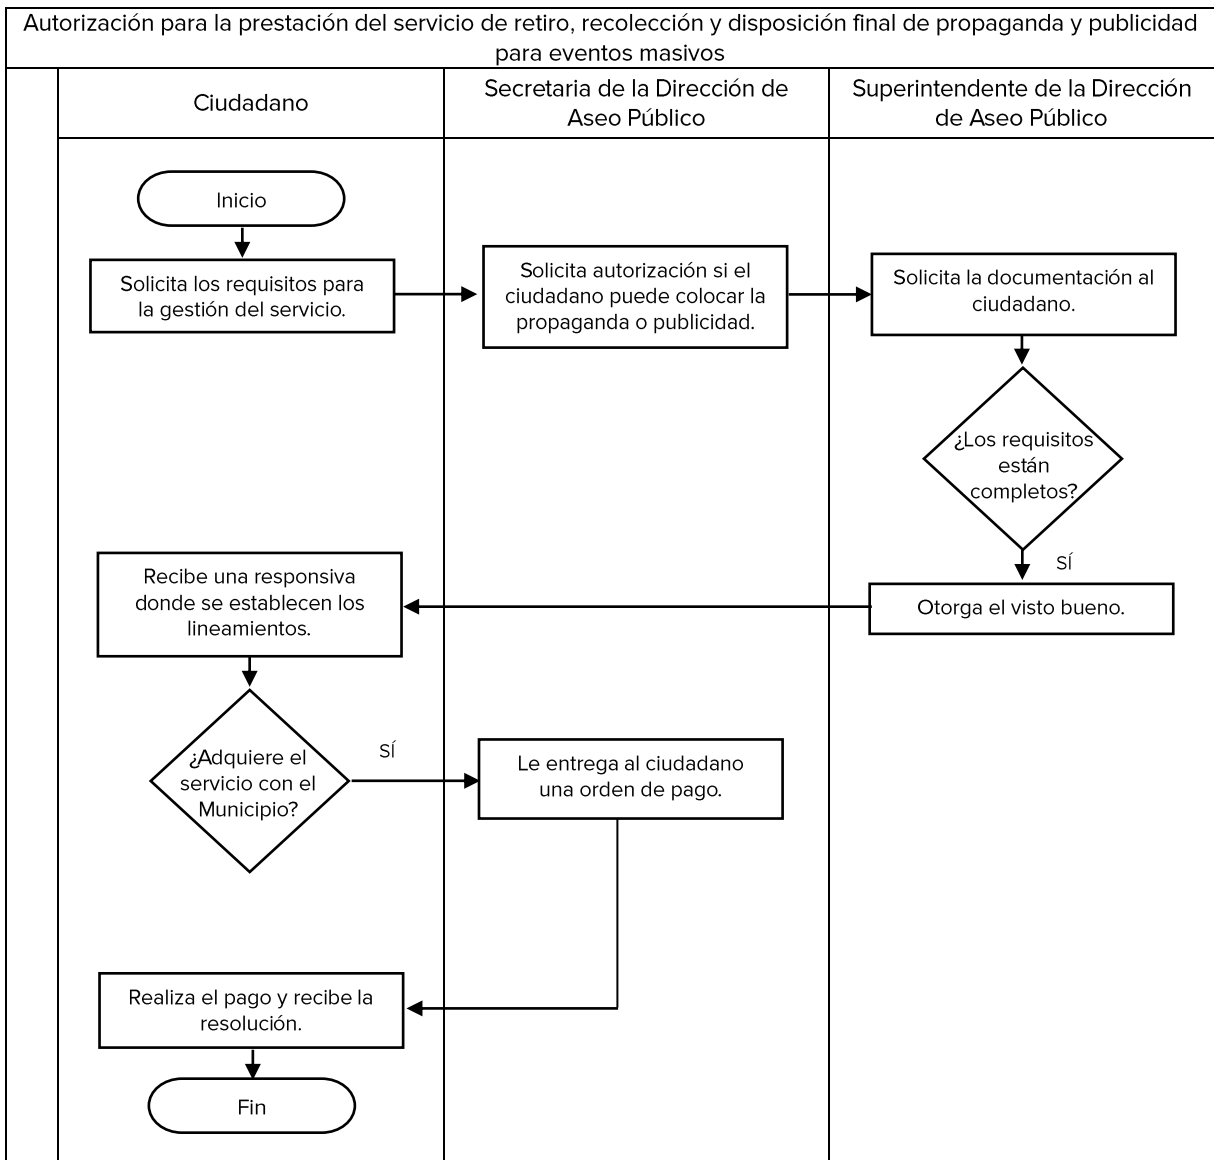 Autorización para la prestación del servicio de retiro, recolección y disposición final de propaganda y publicidad
para eventos masivos
Ciudadano
Secretaria de la Dirección de
Aseo Público
Superintendente de la Dirección
de Aseo Público
Inicio
Solicita los requisitos para
la gestión del servicio.
Solicita autorización si el
ciudadano puede colocar la
propaganda o publicidad.
Solicita la documentación al
ciudadano.
¿Los requisitos
están
completos?
SÍ
Otorga el visto bueno.
Recibe una responsiva
donde se establecen los
lineamientos.
¿Adquiere el
servicio con el
Municipio?
SÍ
Le entrega al ciudadano
una orden de pago.
Realiza el pago y recibe la
resolución.
Fin